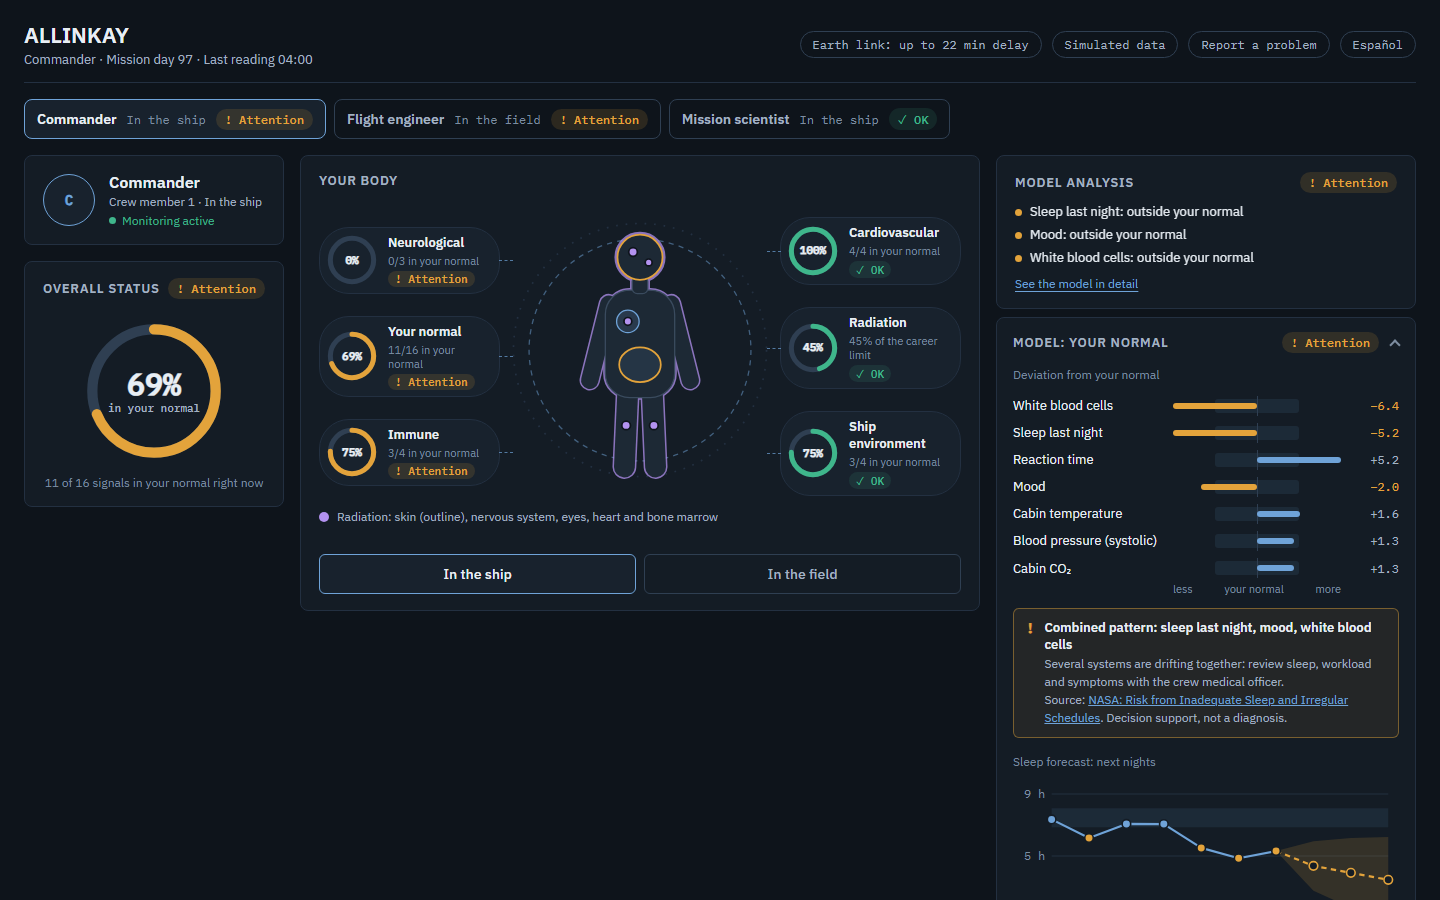 ALLINKAY
Commander · Mission day 97 · Last reading 04:00
Earth link: up to 22 min delay
Simulated data
Report a problem
Español
Commander In the ship ! Attention
Flight engineer In the field ! Attention
Mission scientist In the ship ✓ OK
C
Commander
Crew member 1 · In the ship
Monitoring active
OVERALL STATUS ! Attention
69%
in your normal
11 of 16 signals in your normal right now
YOUR BODY
0%
Neurological
0/3 in your normal
! Attention
69%
Your normal
11/16 in your
normal
! Attention
75%
Immune
3/4 in your normal
! Attention
100%
Cardiovascular
4/4 in your normal
✓ OK
45%
Radiation
45% of the career
limit
✓ OK
75%
Ship
environment
3/4 in your normal
✓ OK
Radiation: skin (outline), nervous system, eyes, heart and bone marrow
In the ship
In the field
MODEL ANALYSIS ! Attention
Sleep last night: outside your normal
Mood: outside your normal
White blood cells: outside your normal
See the model in detail
MODEL: YOUR NORMAL ! Attention
Deviation from your normal
White blood cells −6.4
Sleep last night −5.2
Reaction time +5.2
Mood −2.0
Cabin temperature +1.6
Blood pressure (systolic) +1.3
Cabin CO₂ +1.3
less your normal more
! Combined pattern: sleep last night, mood, white blood
cells
Several systems are drifting together: review sleep, workload
and symptoms with the crew medical officer.
Source: NASA: Risk from Inadequate Sleep and Irregular
Schedules. Decision support, not a diagnosis.
Sleep forecast: next nights
9 h
5 h